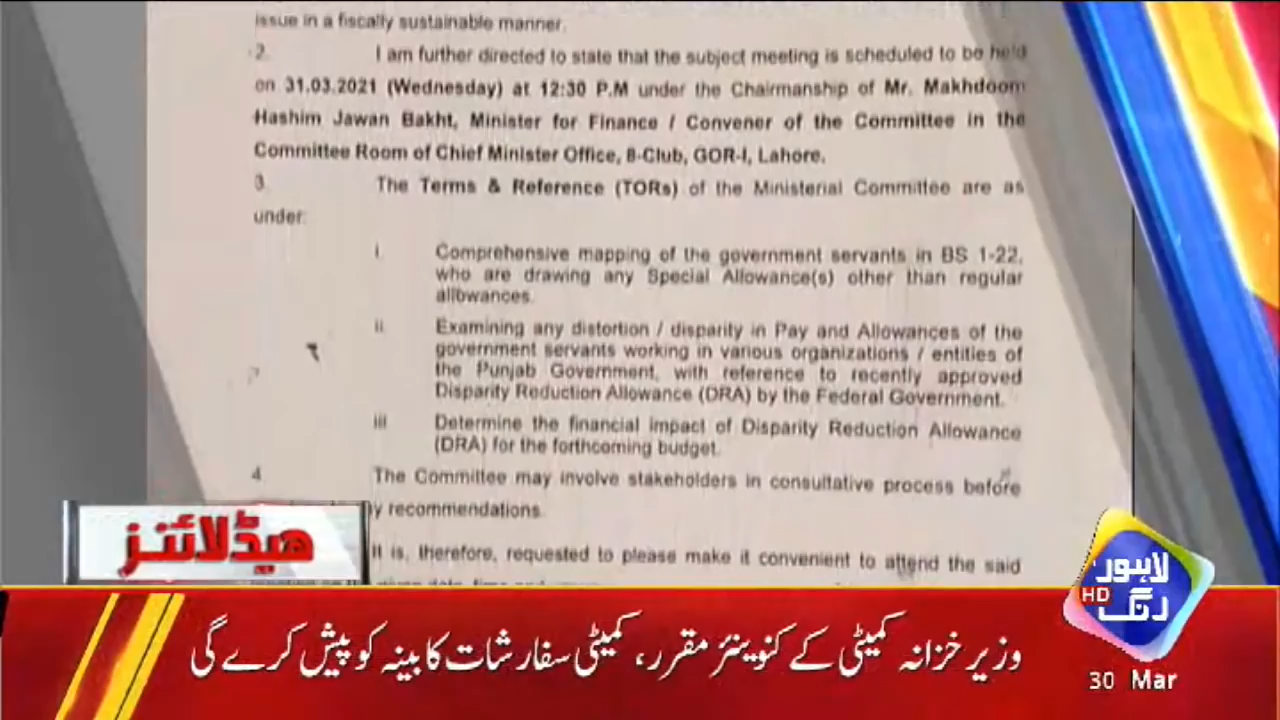 issue in a fiscally sustainable manner.
2. I am further directed to state that the subject meeting is scheduled to be held
on 31.03.2021 (Wednesday) at 12:30 P.M under the Chairmanship of Mr. Makhdoom
Hashim Jawan Bakht, Minister for Finance / Convener of the Committee in the
Committee Room of Chief Minister Office, 8-Club, GOR-I, Lahore.
3. The Terms & Reference (TORs) of the Ministerial Committee are as
under:
i. Comprehensive mapping of the government servants in BS 1-22,
who are drawing any Special Allowance(s) other than regular
allowances.
ii. Examining any distortion / disparity in Pay and Allowances of the
government servants working in various organizations / entities of
the Punjab Government, with reference to recently approved
Disparity Reduction Allowance (DRA) by the Federal Government.
iii. Determine the financial impact of Disparity Reduction Allowance
(DRA) for the forthcoming budget.
4. The Committee may involve stakeholders in consultative process before
recommendations.
It is, therefore, requested to please make it convenient to attend the said
ہیڈلائنز
لاہور
رنگ
HD
وزیر خزانہ کمیٹی کے کنوینئر مقرر، کمیٹی سفارشات کابینہ کو پیش کرے گی
30 Mar